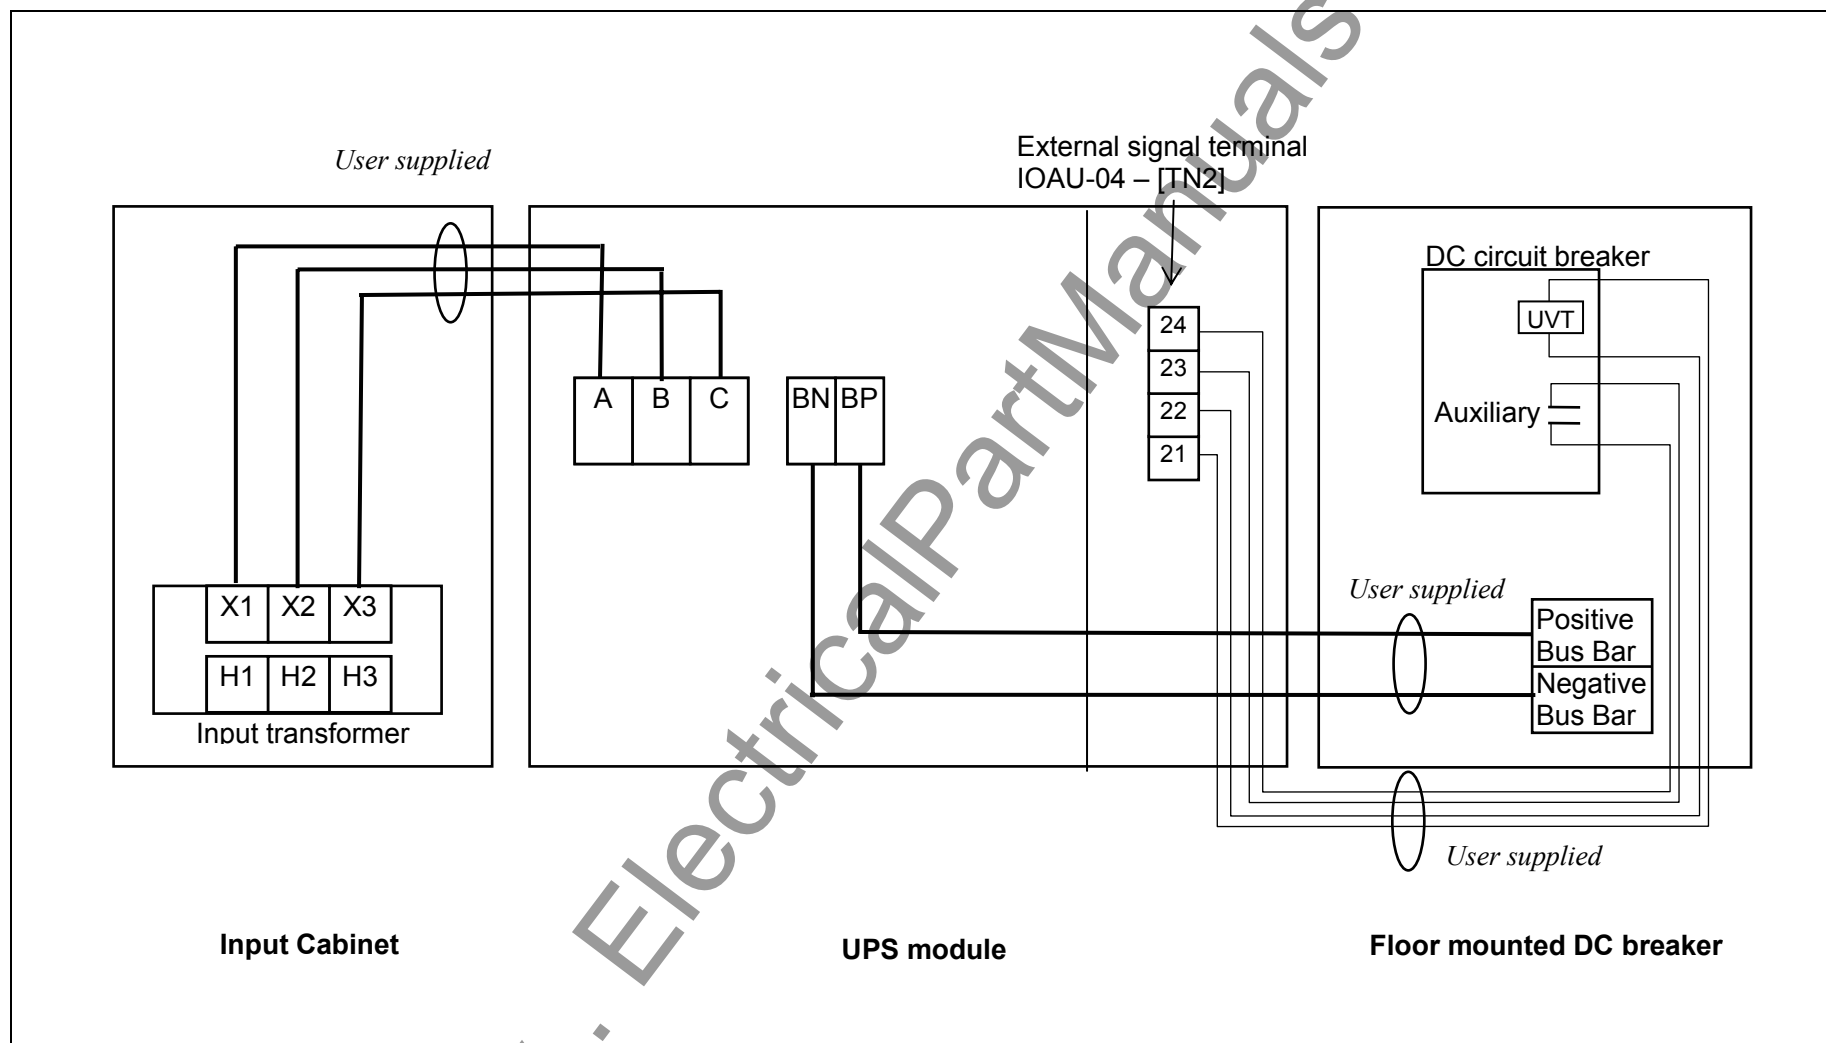 User supplied
External signal terminal
IOAU-04 – [TN2]
DC circuit breaker
UVT
24
23
22
21
A B C
BN BP
Auxiliary
User supplied
X1 X2 X3
H1 H2 H3
Input transformer
Positive
Bus Bar
Negative
Bus Bar
User supplied
Input Cabinet
UPS module
Floor mounted DC breaker
. ElectricalPartManuals